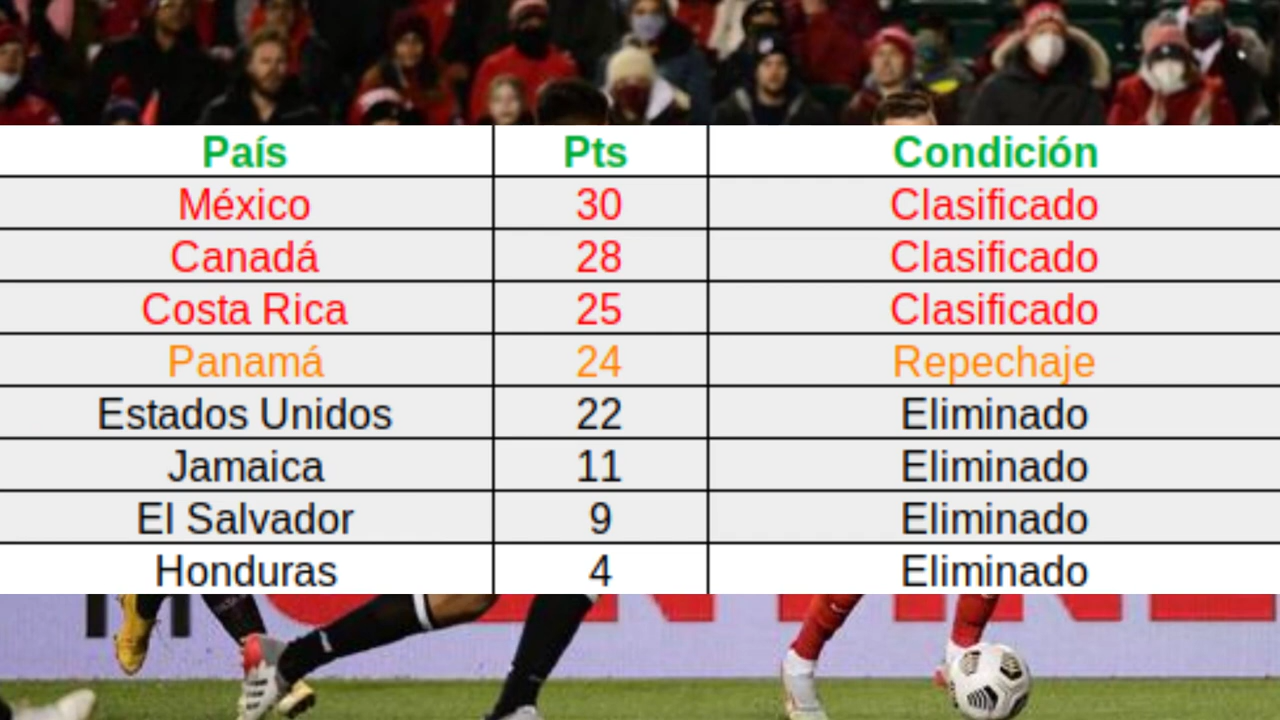 País Pts Condición
México 30 Clasificado
Canadá 28 Clasificado
Costa Rica 25 Clasificado
Panamá 24 Repechaje
Estados Unidos 22 Eliminado
Jamaica 11 Eliminado
El Salvador 9 Eliminado
Honduras 4 Eliminado